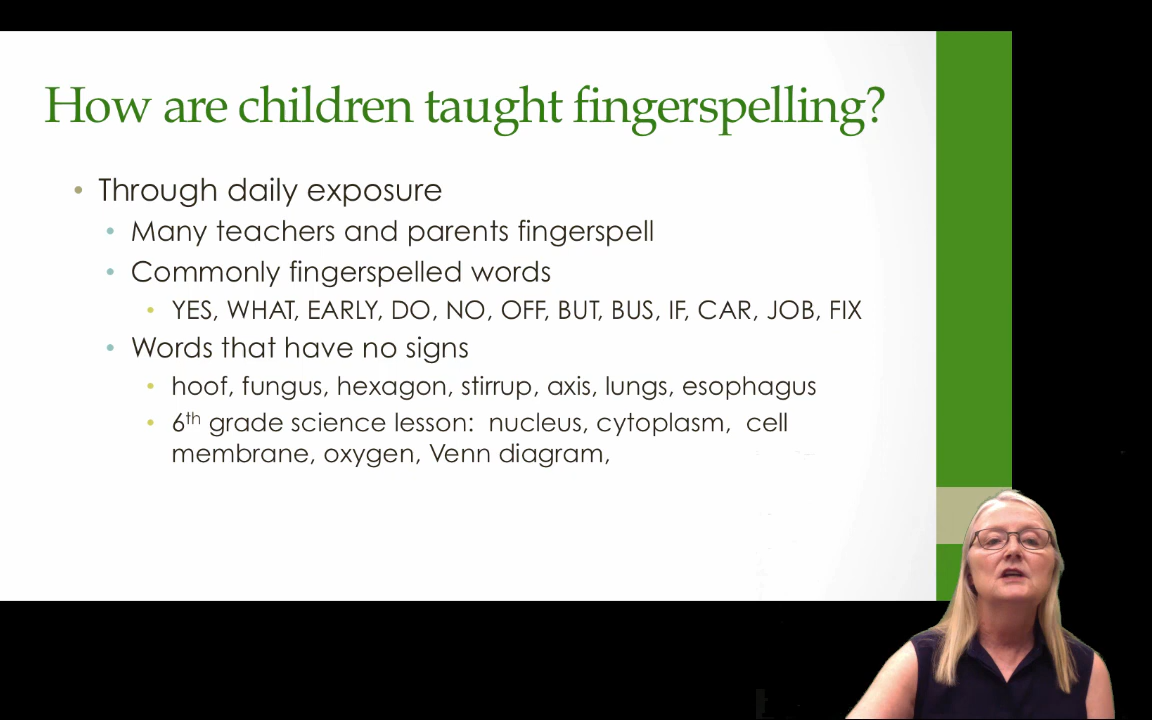 How are children taught fingerspelling?
• Through daily exposure
• Many teachers and parents fingerspell
• Commonly fingerspelled words
• YES, WHAT, EARLY, DO, NO, OFF, BUT, BUS, IF, CAR, JOB, FIX
• Words that have no signs
• hoof, fungus, hexagon, stirrup, axis, lungs, esophagus
• 6th grade science lesson:  nucleus, cytoplasm,  cell
membrane, oxygen, Venn diagram,